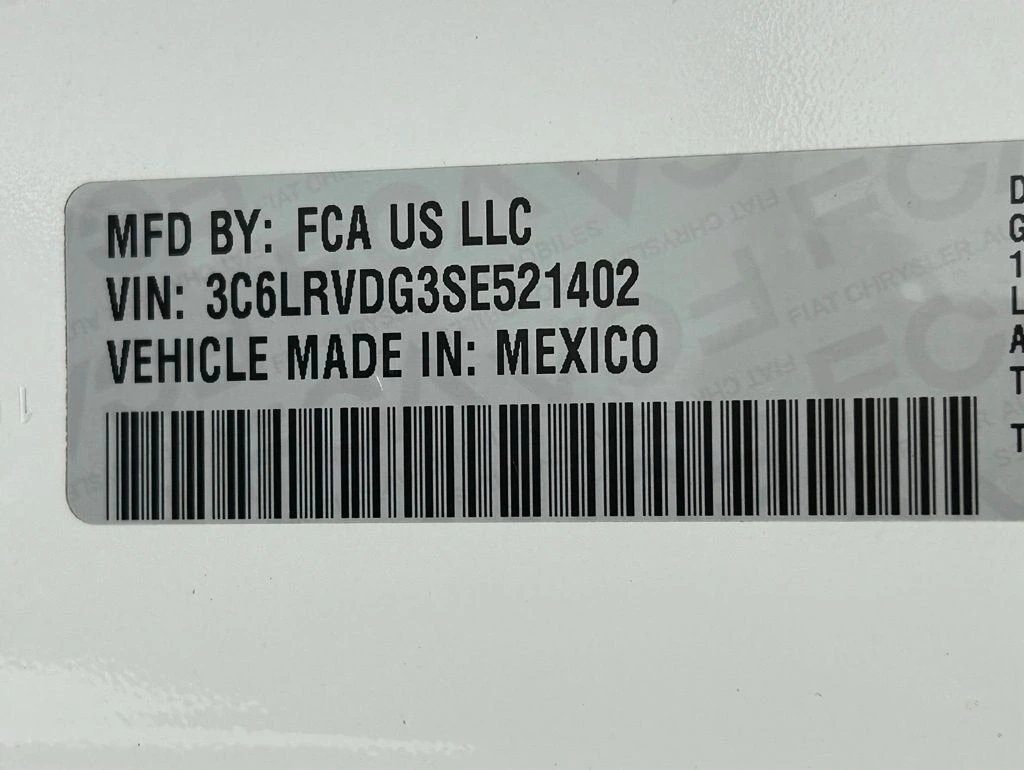 MFD BY: FCA US LLC
VIN: 3C6LRVDG3SE521402
VEHICLE MADE IN: MEXICO